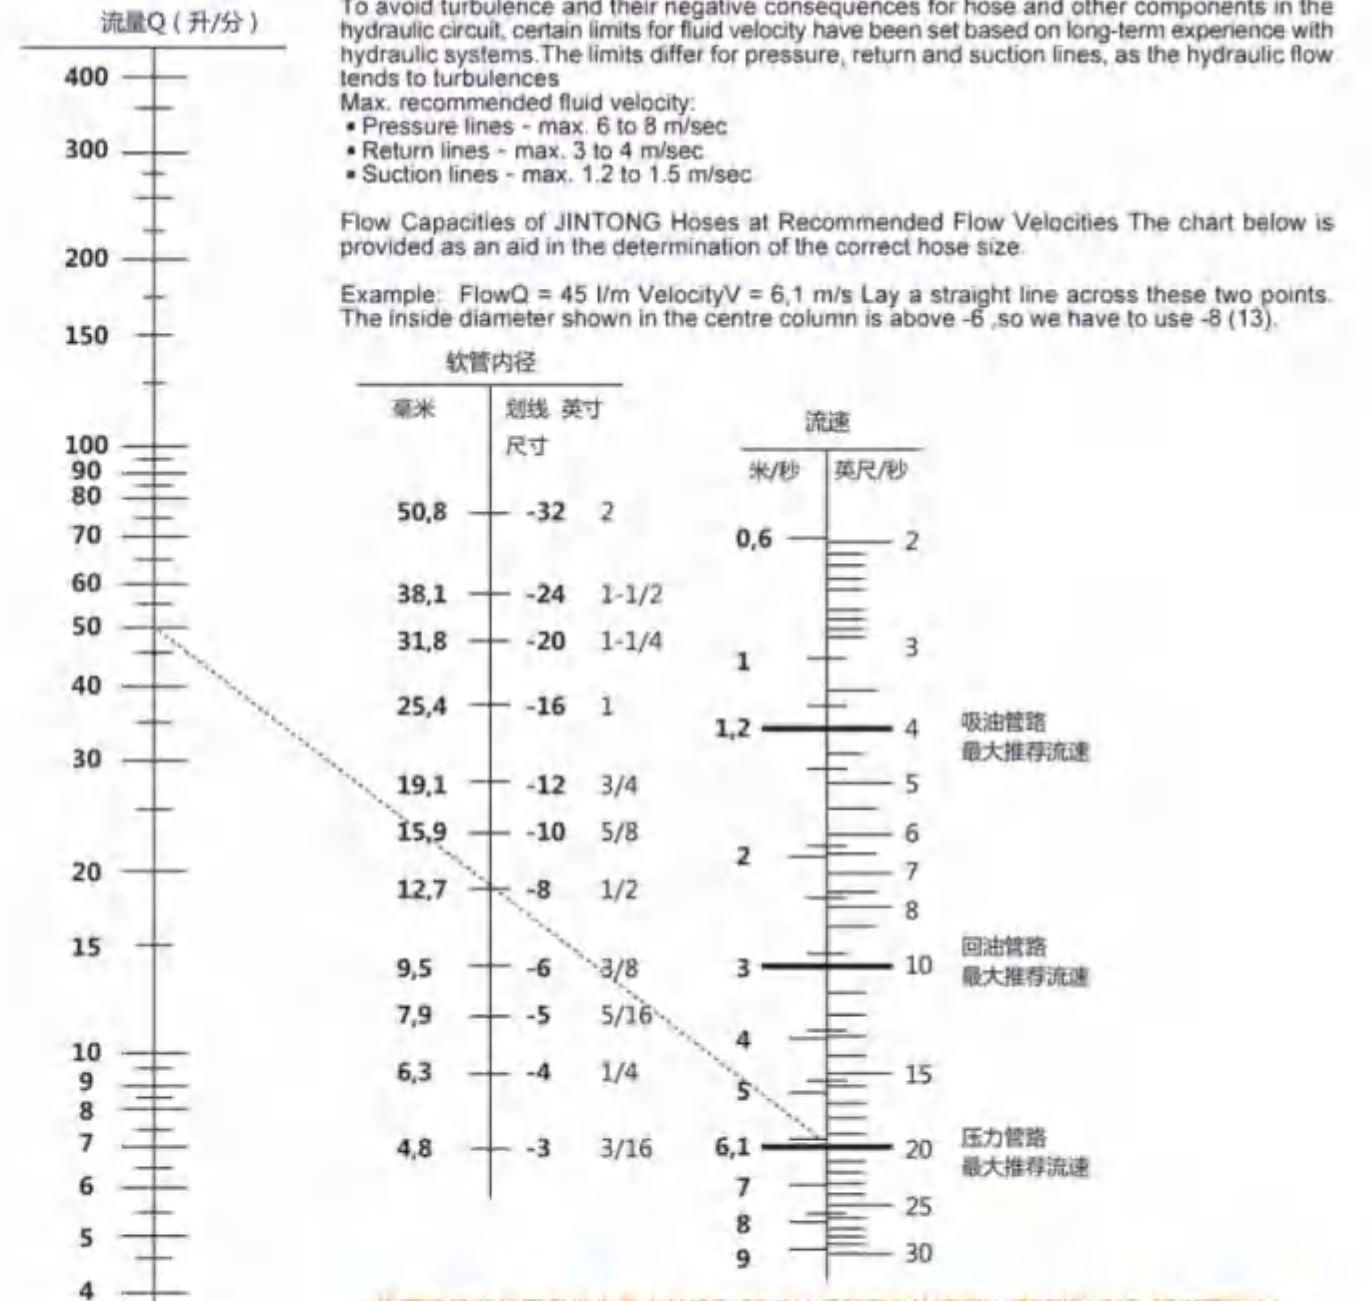 流量Q（升/分）
To avoid turbulence and their negative consequences for hose and other components in the
hydraulic circuit, certain limits for fluid velocity have been set based on long-term experience with
hydraulic systems.The limits differ for pressure, return and suction lines, as the hydraulic flow
tends to turbulences
Max. recommended fluid velocity:
▪ Pressure lines - max. 6 to 8 m/sec
▪ Return lines - max. 3 to 4 m/sec
▪ Suction lines - max. 1.2 to 1.5 m/sec
Flow Capacities of JINTONG Hoses at Recommended Flow Velocities The chart below is
provided as an aid in the determination of the correct hose size.
Example: FlowQ = 45 l/m VelocityV = 6,1 m/s Lay a straight line across these two points.
The inside diameter shown in the centre column is above -6 ,so we have to use -8 (13).
400
300
200
150
100
90
80
70
60
50
40
30
20
15
10
9
8
7
6
5
4
软管内径
毫米 划线 英寸
尺寸
50,8 -32 2
38,1 -24 1-1/2
31,8 -20 1-1/4
25,4 -16 1
19,1 -12 3/4
15,9 -10 5/8
12,7 -8 1/2
9,5 -6 3/8
7,9 -5 5/16
6,3 -4 1/4
4,8 -3 3/16
流速
米/秒 英尺/秒
0,6 2
3
1
1,2 4 吸油管路
最大推荐流速
5
6
2
7
8
3 10 回油管路
最大推荐流速
4
15
5
6,1 20 压力管路
最大推荐流速
7
25
8
9 30